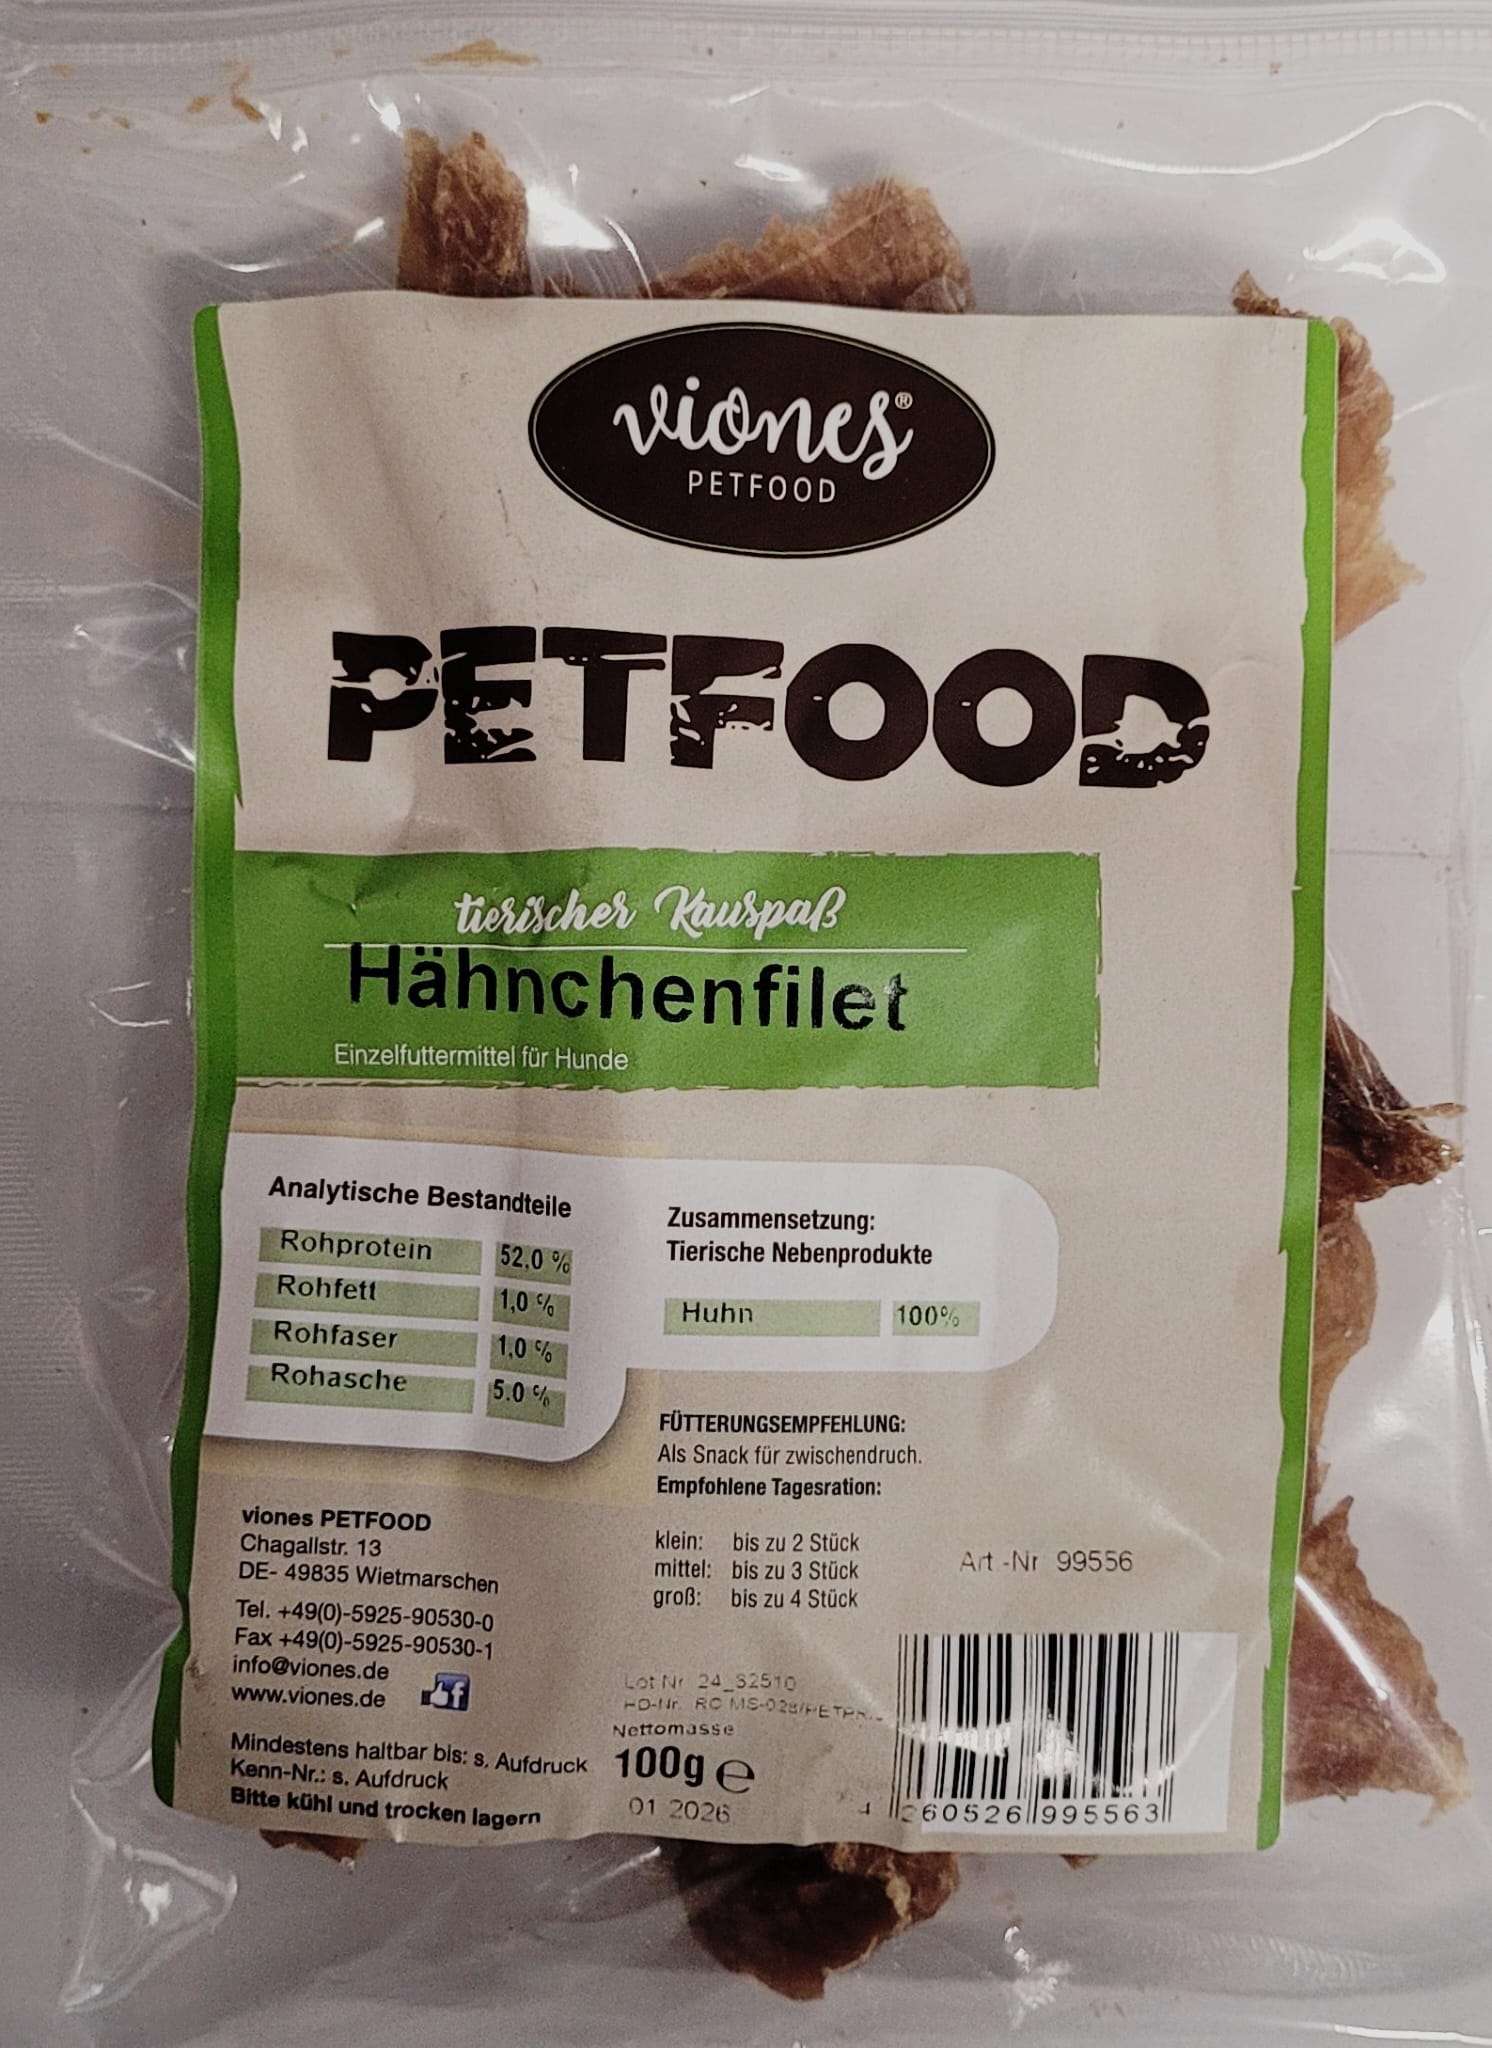 viones®
PETFOOD
PETFOOD
tierischer Kauspaß
Hähnchenfilet
Einzelfuttermittel für Hunde
Analytische Bestandteile
Rohprotein 52,0 %
Rohfett 1,0 %
Rohfaser 1,0 %
Rohasche 5.0 %
Zusammensetzung:
Tierische Nebenprodukte
Huhn 100%
FÜTTERUNGSEMPFEHLUNG:
Als Snack für zwischendruch.
Empfohlene Tagesration:
klein: bis zu 2 Stück
mittel: bis zu 3 Stück
groß: bis zu 4 Stück
Art.-Nr 99556
viones PETFOOD
Chagallstr. 13
DE- 49835 Wietmarschen
Tel. +49(0)-5925-90530-0
Fax +49(0)-5925-90530-1
info@viones.de
www.viones.de
f
Mindestens haltbar bis: s. Aufdruck
Kenn-Nr.: s. Aufdruck
Bitte kühl und trocken lagern
Lot Nr 24_S2510
RO MS-028/PETPR
Nettomasse
100g e
01 2026
4 260526 995563